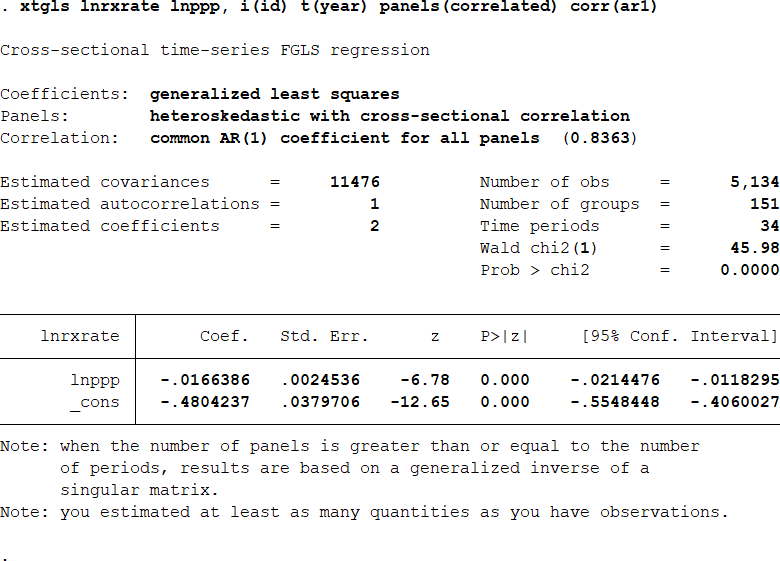 . xtgls lnrxrate lnppp, i(id) t(year) panels(correlated) corr(ar1)
Cross-sectional time-series FGLS regression
Coefficients:  generalized least squares
Panels:        heteroskedastic with cross-sectional correlation
Correlation:   common AR(1) coefficient for all panels  (0.8363)
Estimated covariances      =     11476          Number of obs     =      5,134
Estimated autocorrelations =         1          Number of groups  =        151
Estimated coefficients     =         2          Time periods      =         34
Wald chi2(1)      =      45.98
Prob > chi2       =     0.0000
lnrxrate        Coef.   Std. Err.      z    P>|z|     [95% Conf. Interval]
lnppp    -.0166386   .0024536    -6.78   0.000    -.0214476   -.0118295
_cons    -.4804237   .0379706   -12.65   0.000    -.5548448   -.4060027
Note: when the number of panels is greater than or equal to the number
of periods, results are based on a generalized inverse of a
singular matrix.
Note: you estimated at least as many quantities as you have observations.
.